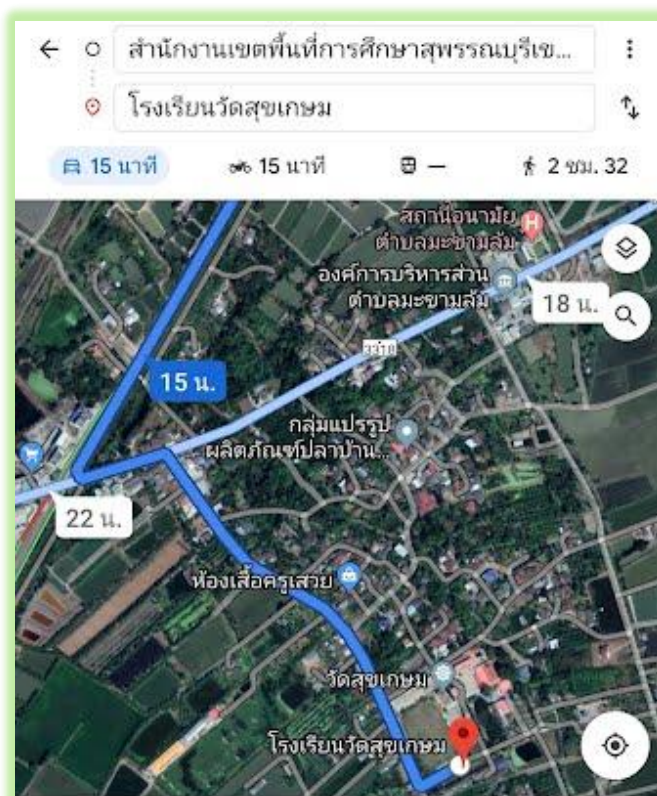 สำนักงานเขตพื้นที่การศึกษาสุพรรณบุรีเข...
โรงเรียนวัดสุขเกษม
15 นาที
15 นาที
—
2 ชม. 32
สถานีอนามัย
ตำบลมะขามล้ม
องค์การบริหารส่วน
ตำบลมะขามล้ม
18 น.
15 น.
กลุ่มแปรรูป
ผลิตภัณฑ์ปลาบ้าน...
22 น.
ห้องเสื้อครูเสวย
วัดสุขเกษม
โรงเรียนวัดสุขเกษม